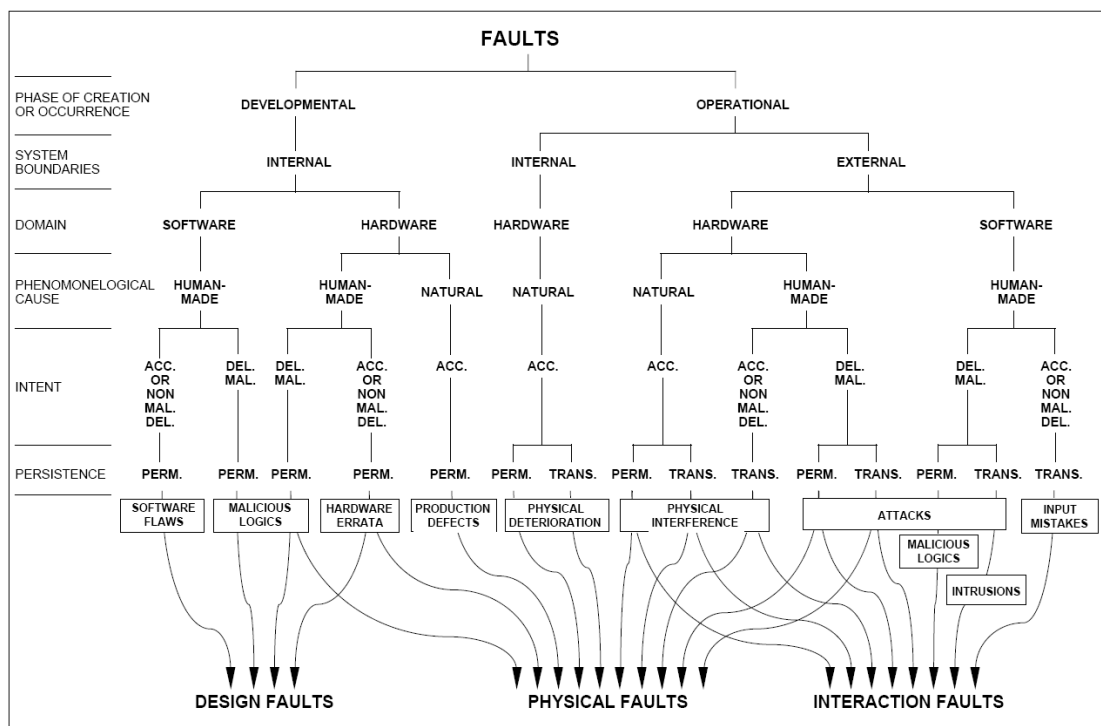 FAULTS
PHASE OF CREATION
OR OCCURRENCE
DEVELOPMENTAL
OPERATIONAL
SYSTEM
BOUNDARIES
INTERNAL
INTERNAL
EXTERNAL
DOMAIN
SOFTWARE
HARDWARE
HARDWARE
HARDWARE
SOFTWARE
PHENOMONELOGICAL
CAUSE
HUMAN-
MADE
HUMAN-
MADE
NATURAL
NATURAL
NATURAL
HUMAN-
MADE
HUMAN-
MADE
INTENT
ACC.
OR
NON
MAL.
DEL.
DEL.
MAL.
DEL.
MAL.
ACC.
OR
NON
MAL.
DEL.
ACC.
ACC.
ACC.
ACC.
OR
NON
MAL.
DEL.
DEL.
MAL.
DEL.
MAL.
ACC.
OR
NON
MAL.
DEL.
PERSISTENCE
PERM.
PERM.
PERM.
PERM.
PERM.
PERM.
TRANS.
PERM.
TRANS.
TRANS.
PERM.
TRANS.
PERM.
TRANS.
TRANS.
SOFTWARE
FLAWS
MALICIOUS
LOGICS
HARDWARE
ERRATA
PRODUCTION
DEFECTS
PHYSICAL
DETERIORATION
PHYSICAL
INTERFERENCE
ATTACKS
INPUT
MISTAKES
MALICIOUS
LOGICS
INTRUSIONS
DESIGN FAULTS
PHYSICAL FAULTS
INTERACTION FAULTS